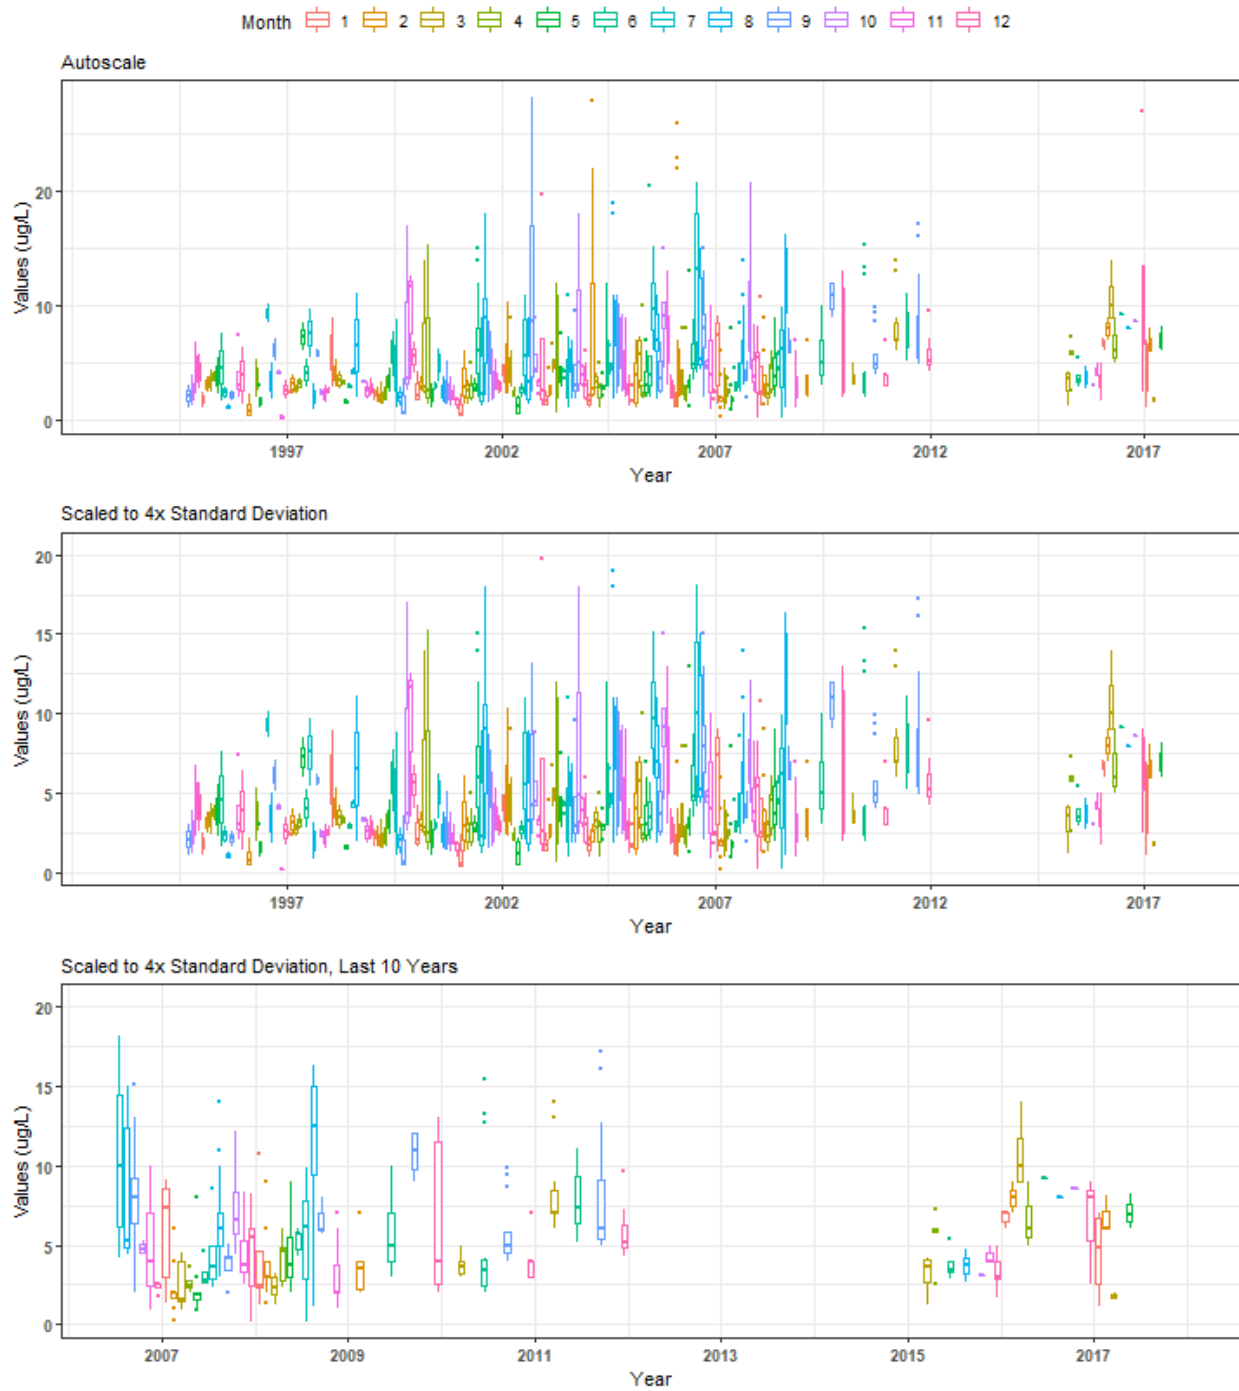 Month 1 2 3 4 5 6 7 8 9 10 11 12
Autoscale
Values (ug/L)
20
10
0
1997 2002 2007 2012 2017
Year
Scaled to 4x Standard Deviation
Values (ug/L)
20
15
10
5
0
1997 2002 2007 2012 2017
Year
Scaled to 4x Standard Deviation, Last 10 Years
Values (ug/L)
20
15
10
5
0
2007 2009 2011 2013 2015 2017
Year